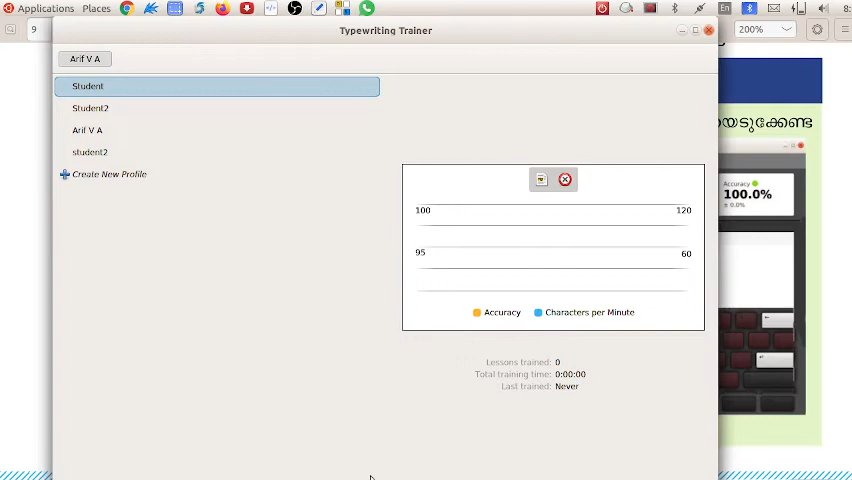 Applications Places En 8:
9 200%
Typewriting Trainer
Arif V A
Student
Student2
Arif V A
student2
Create New Profile
100 120
95 60
Accuracy Characters per Minute
Lessons trained: 0
Total training time: 0:00:00
Last trained: Never
യെടുക്കേണ്ട
Accuracy
100.0%
± 0.0%